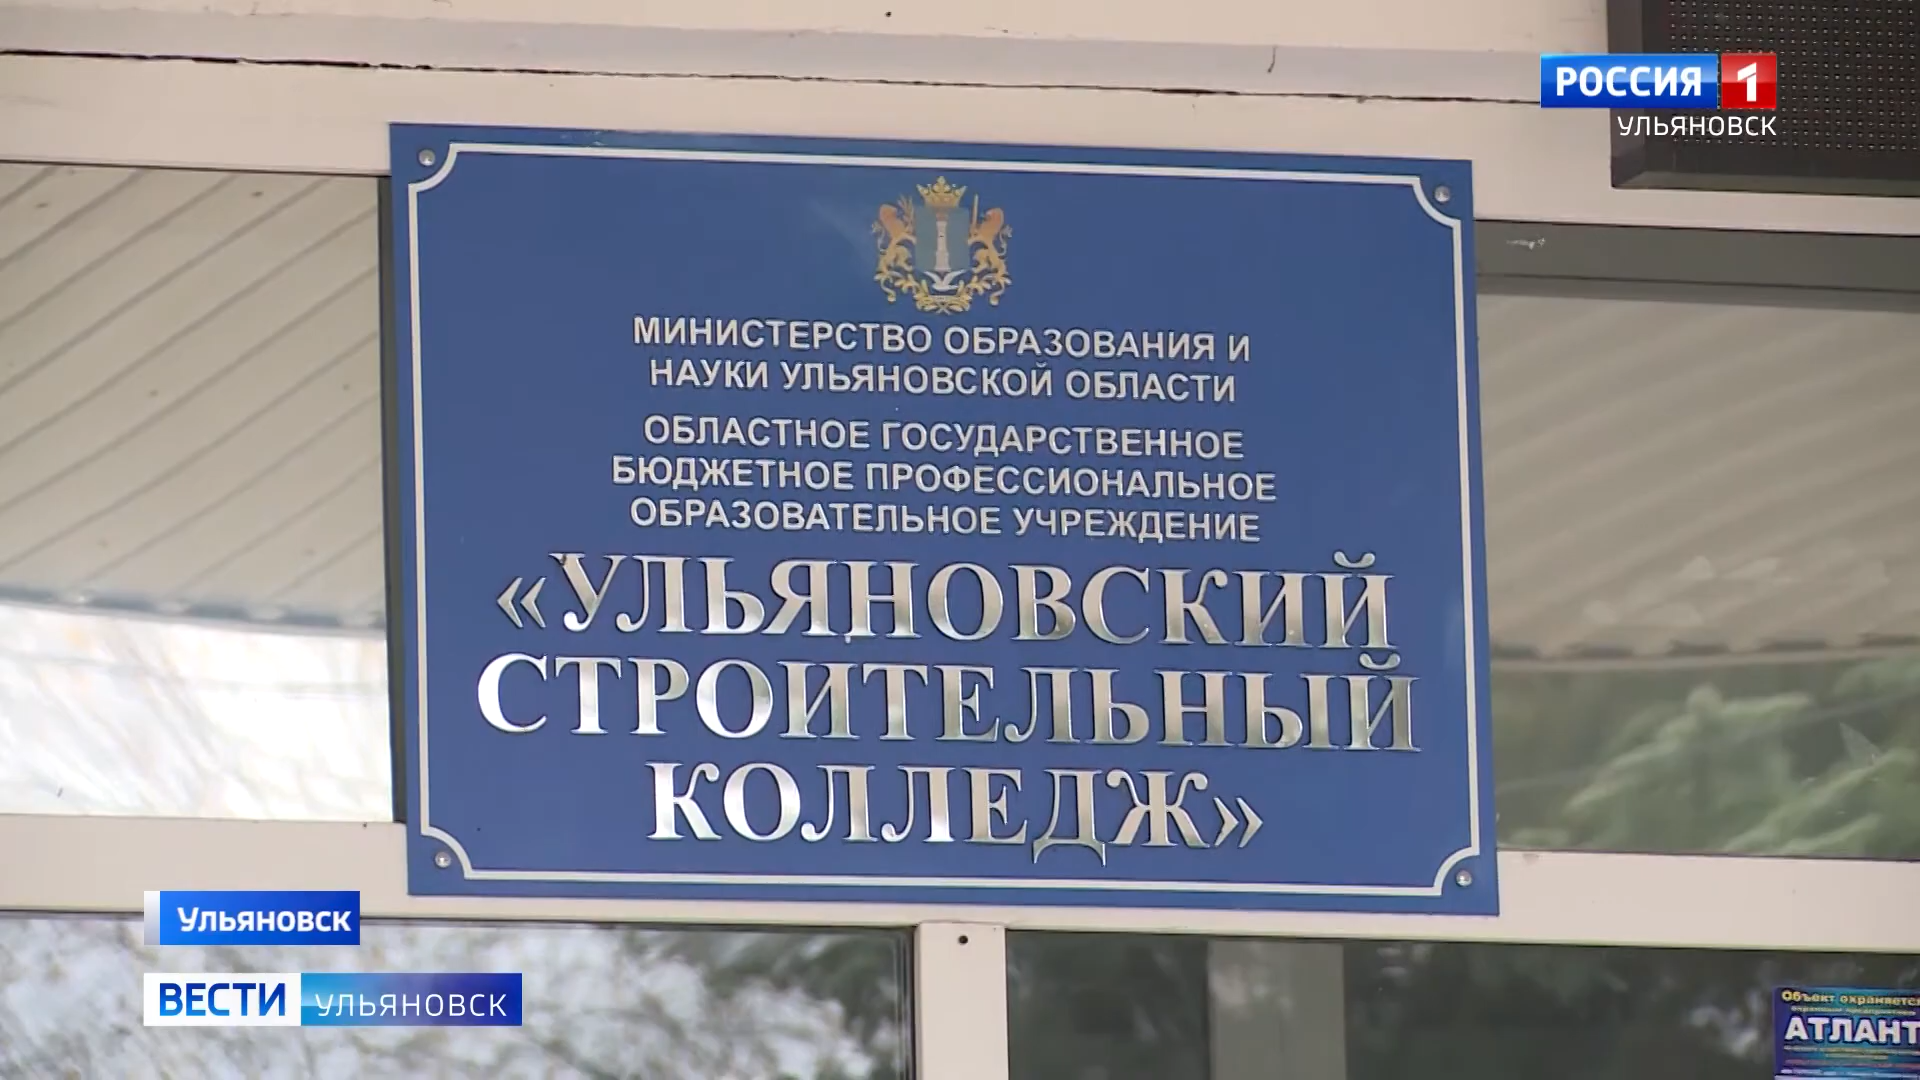 РОССИЯ 1
УЛЬЯНОВСК
МИНИСТЕРСТВО ОБРАЗОВАНИЯ И
НАУКИ УЛЬЯНОВСКОЙ ОБЛАСТИ
ОБЛАСТНОЕ ГОСУДАРСТВЕННОЕ
БЮДЖЕТНОЕ ПРОФЕССИОНАЛЬНОЕ
ОБРАЗОВАТЕЛЬНОЕ УЧРЕЖДЕНИЕ
«УЛЬЯНОВСКИЙ
СТРОИТЕЛЬНЫЙ
КОЛЛЕДЖ»
Ульяновск
ВЕСТИ УЛЬЯНОВСК
Объект охраняется
АТЛАНТ